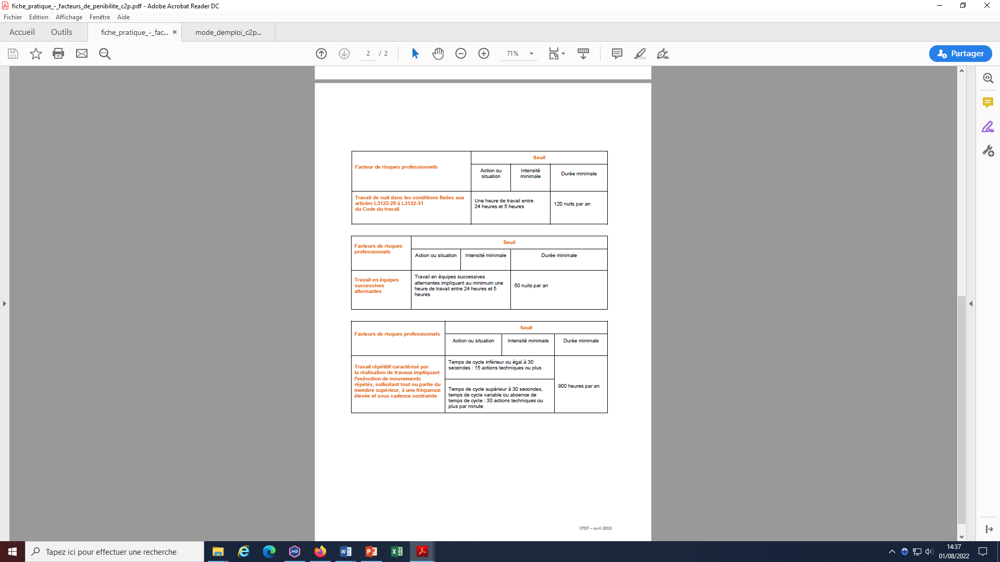 fiche_pratique_-_facteurs_de_penibilite_c2p.pdf - Adobe Acrobat Reader DC
Fichier Edition Affichage Fenêtre Aide
Accueil Outils fiche_pratique_-_fac... × mode_demploi_c2p...
2 / 2 71% Partager
Facteur de risques professionnels
Seuil
Action ou
situation
Intensité
minimale
Durée minimale
Travail de nuit dans les conditions fixées aux
articles L3122-29 à L3122-31
du Code du travail
Une heure de travail entre
24 heures et 5 heures
120 nuits par an
Facteurs de risques
professionnels
Seuil
Action ou situation
Intensité minimale
Durée minimale
Travail en équipes
successives
alternantes
Travail en équipes successives
alternantes impliquant au minimum une
heure de travail entre 24 heures et 5
heures
50 nuits par an
Facteurs de risques professionnels
Seuil
Action ou situation
Intensité minimale
Durée minimale
Travail répétitif caractérisé par
la réalisation de travaux impliquant
l'exécution de mouvements
répétés, sollicitant tout ou partie du
membre supérieur, à une fréquence
élevée et sous cadence contrainte
Temps de cycle inférieur ou égal à 30
secondes : 15 actions techniques ou plus
Temps de cycle supérieur à 30 secondes,
temps de cycle variable ou absence de
temps de cycle : 30 actions techniques ou
plus par minute
900 heures par an
CFDT – avril 2018
Tapez ici pour effectuer une recherche
14:37
01/08/2022